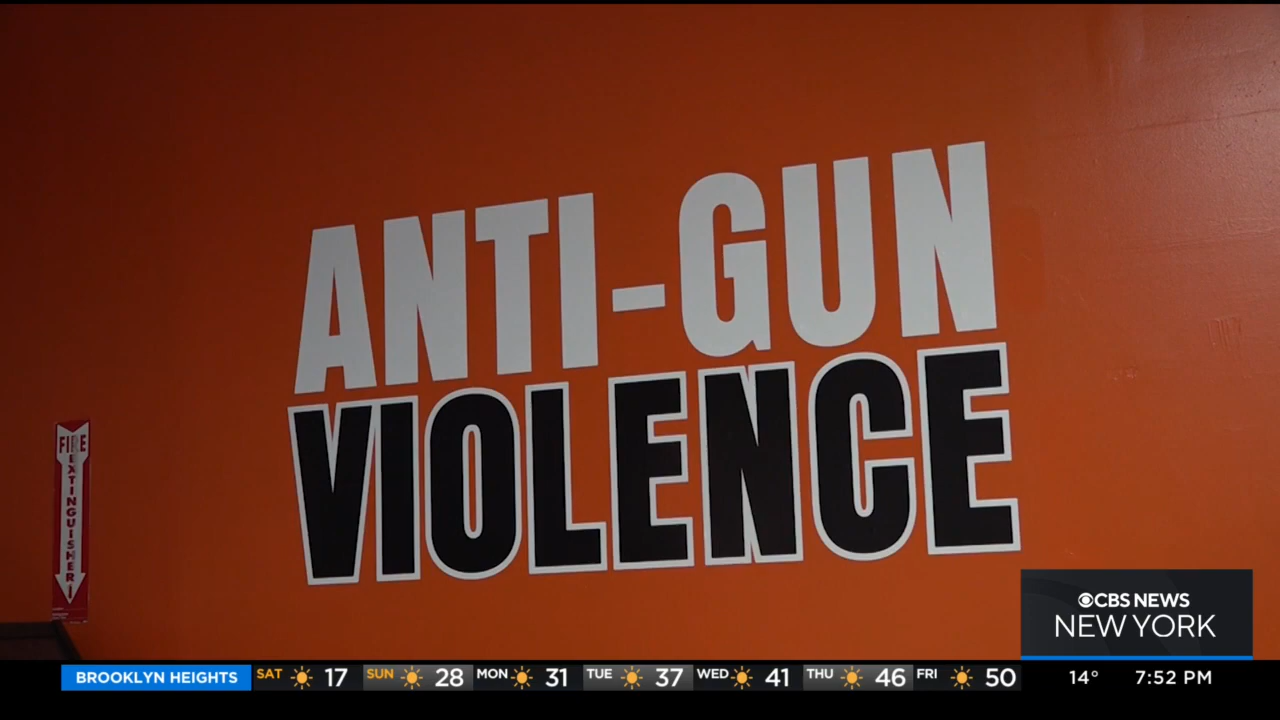 ANTI-GUN
VIOLENCE
FIRE
EXTINGUISHER
CBS NEWS
NEW YORK
BROOKLYN HEIGHTS SAT 17 SUN 28 MON 31 TUE 37 WED 41 THU 46 FRI 50 14° 7:52 PM